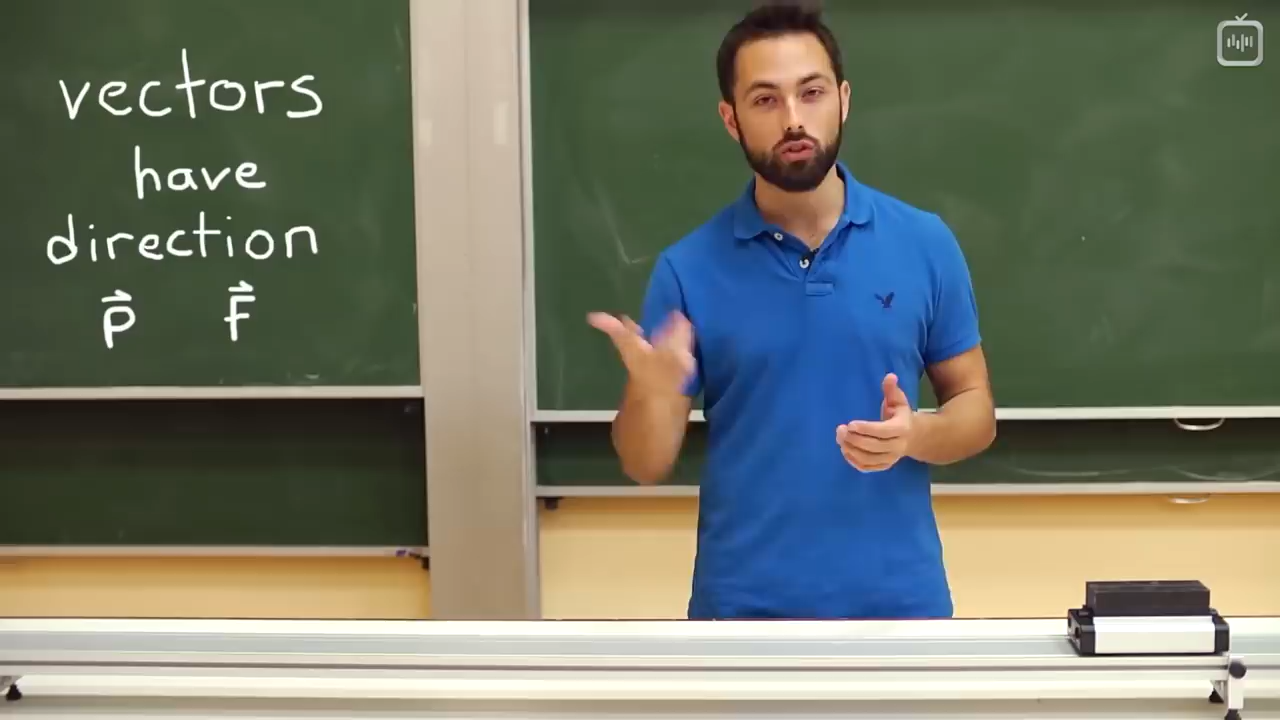 vectors
have
direction
p⃗ F⃗